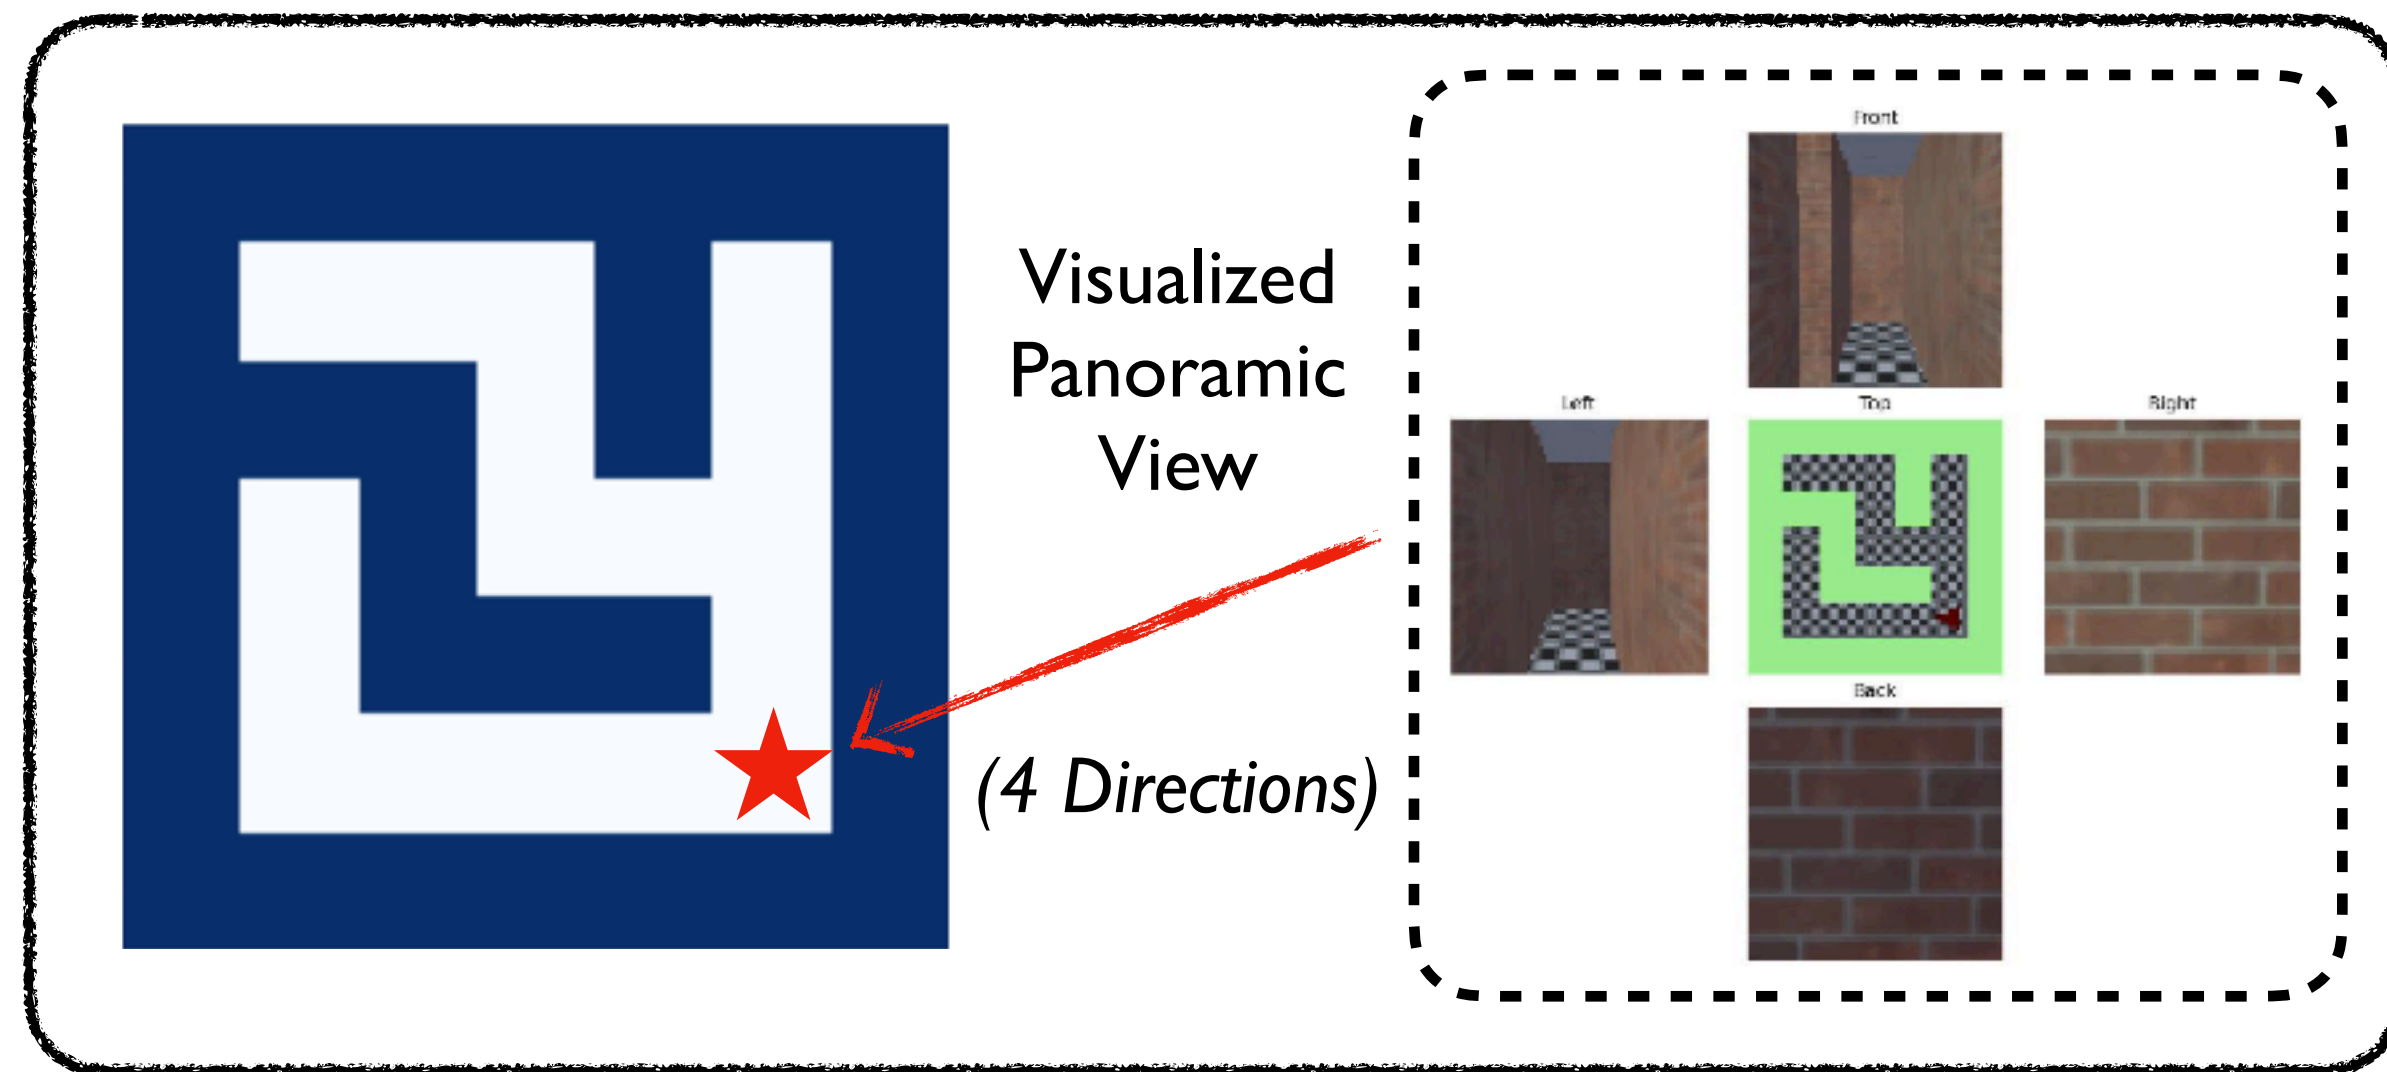 Visualized
Panoramic
View
(4 Directions)
Front
Left
Top
Right
Back